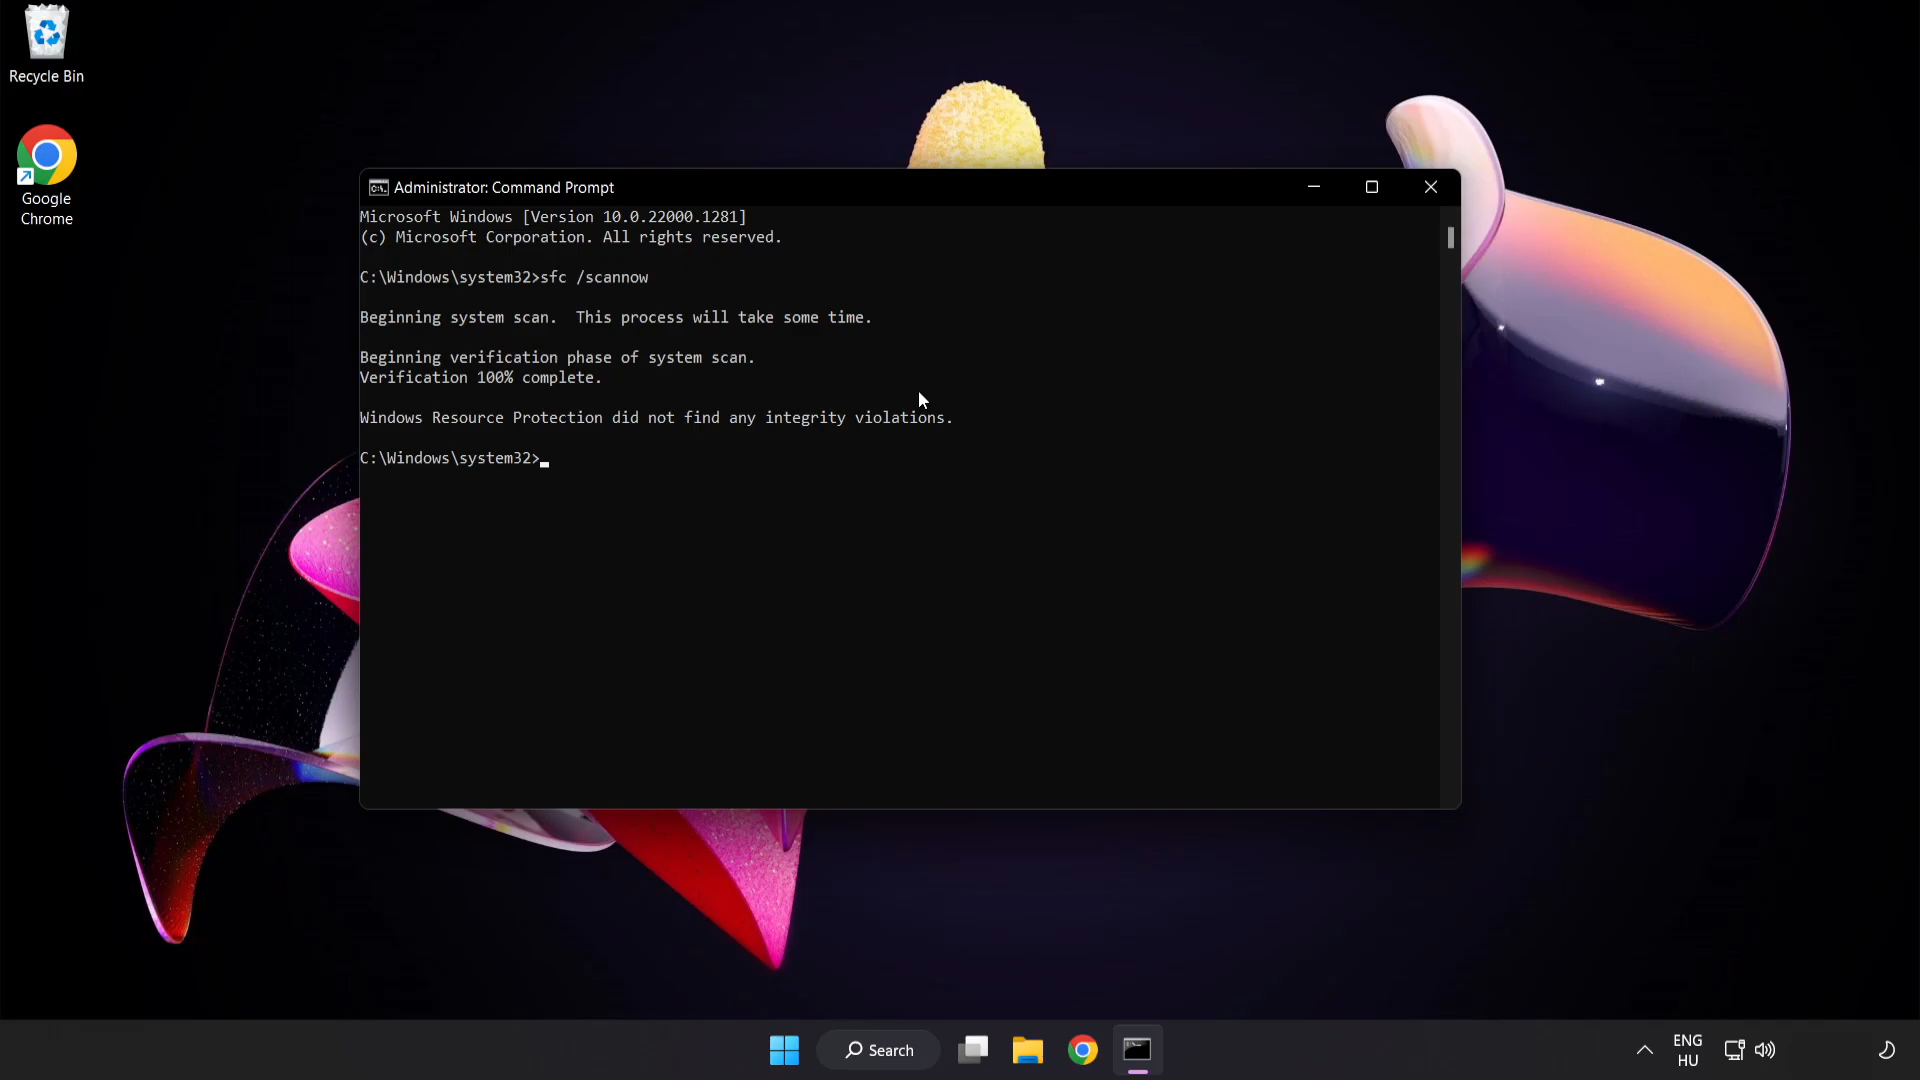 Recycle Bin
Google
Chrome
Administrator: Command Prompt
Microsoft Windows [Version 10.0.22000.1281]
(c) Microsoft Corporation. All rights reserved.
C:\Windows\system32>sfc /scannow
Beginning system scan.  This process will take some time.
Beginning verification phase of system scan.
Verification 100% complete.
Windows Resource Protection did not find any integrity violations.
C:\Windows\system32>
Search
ENG
HU